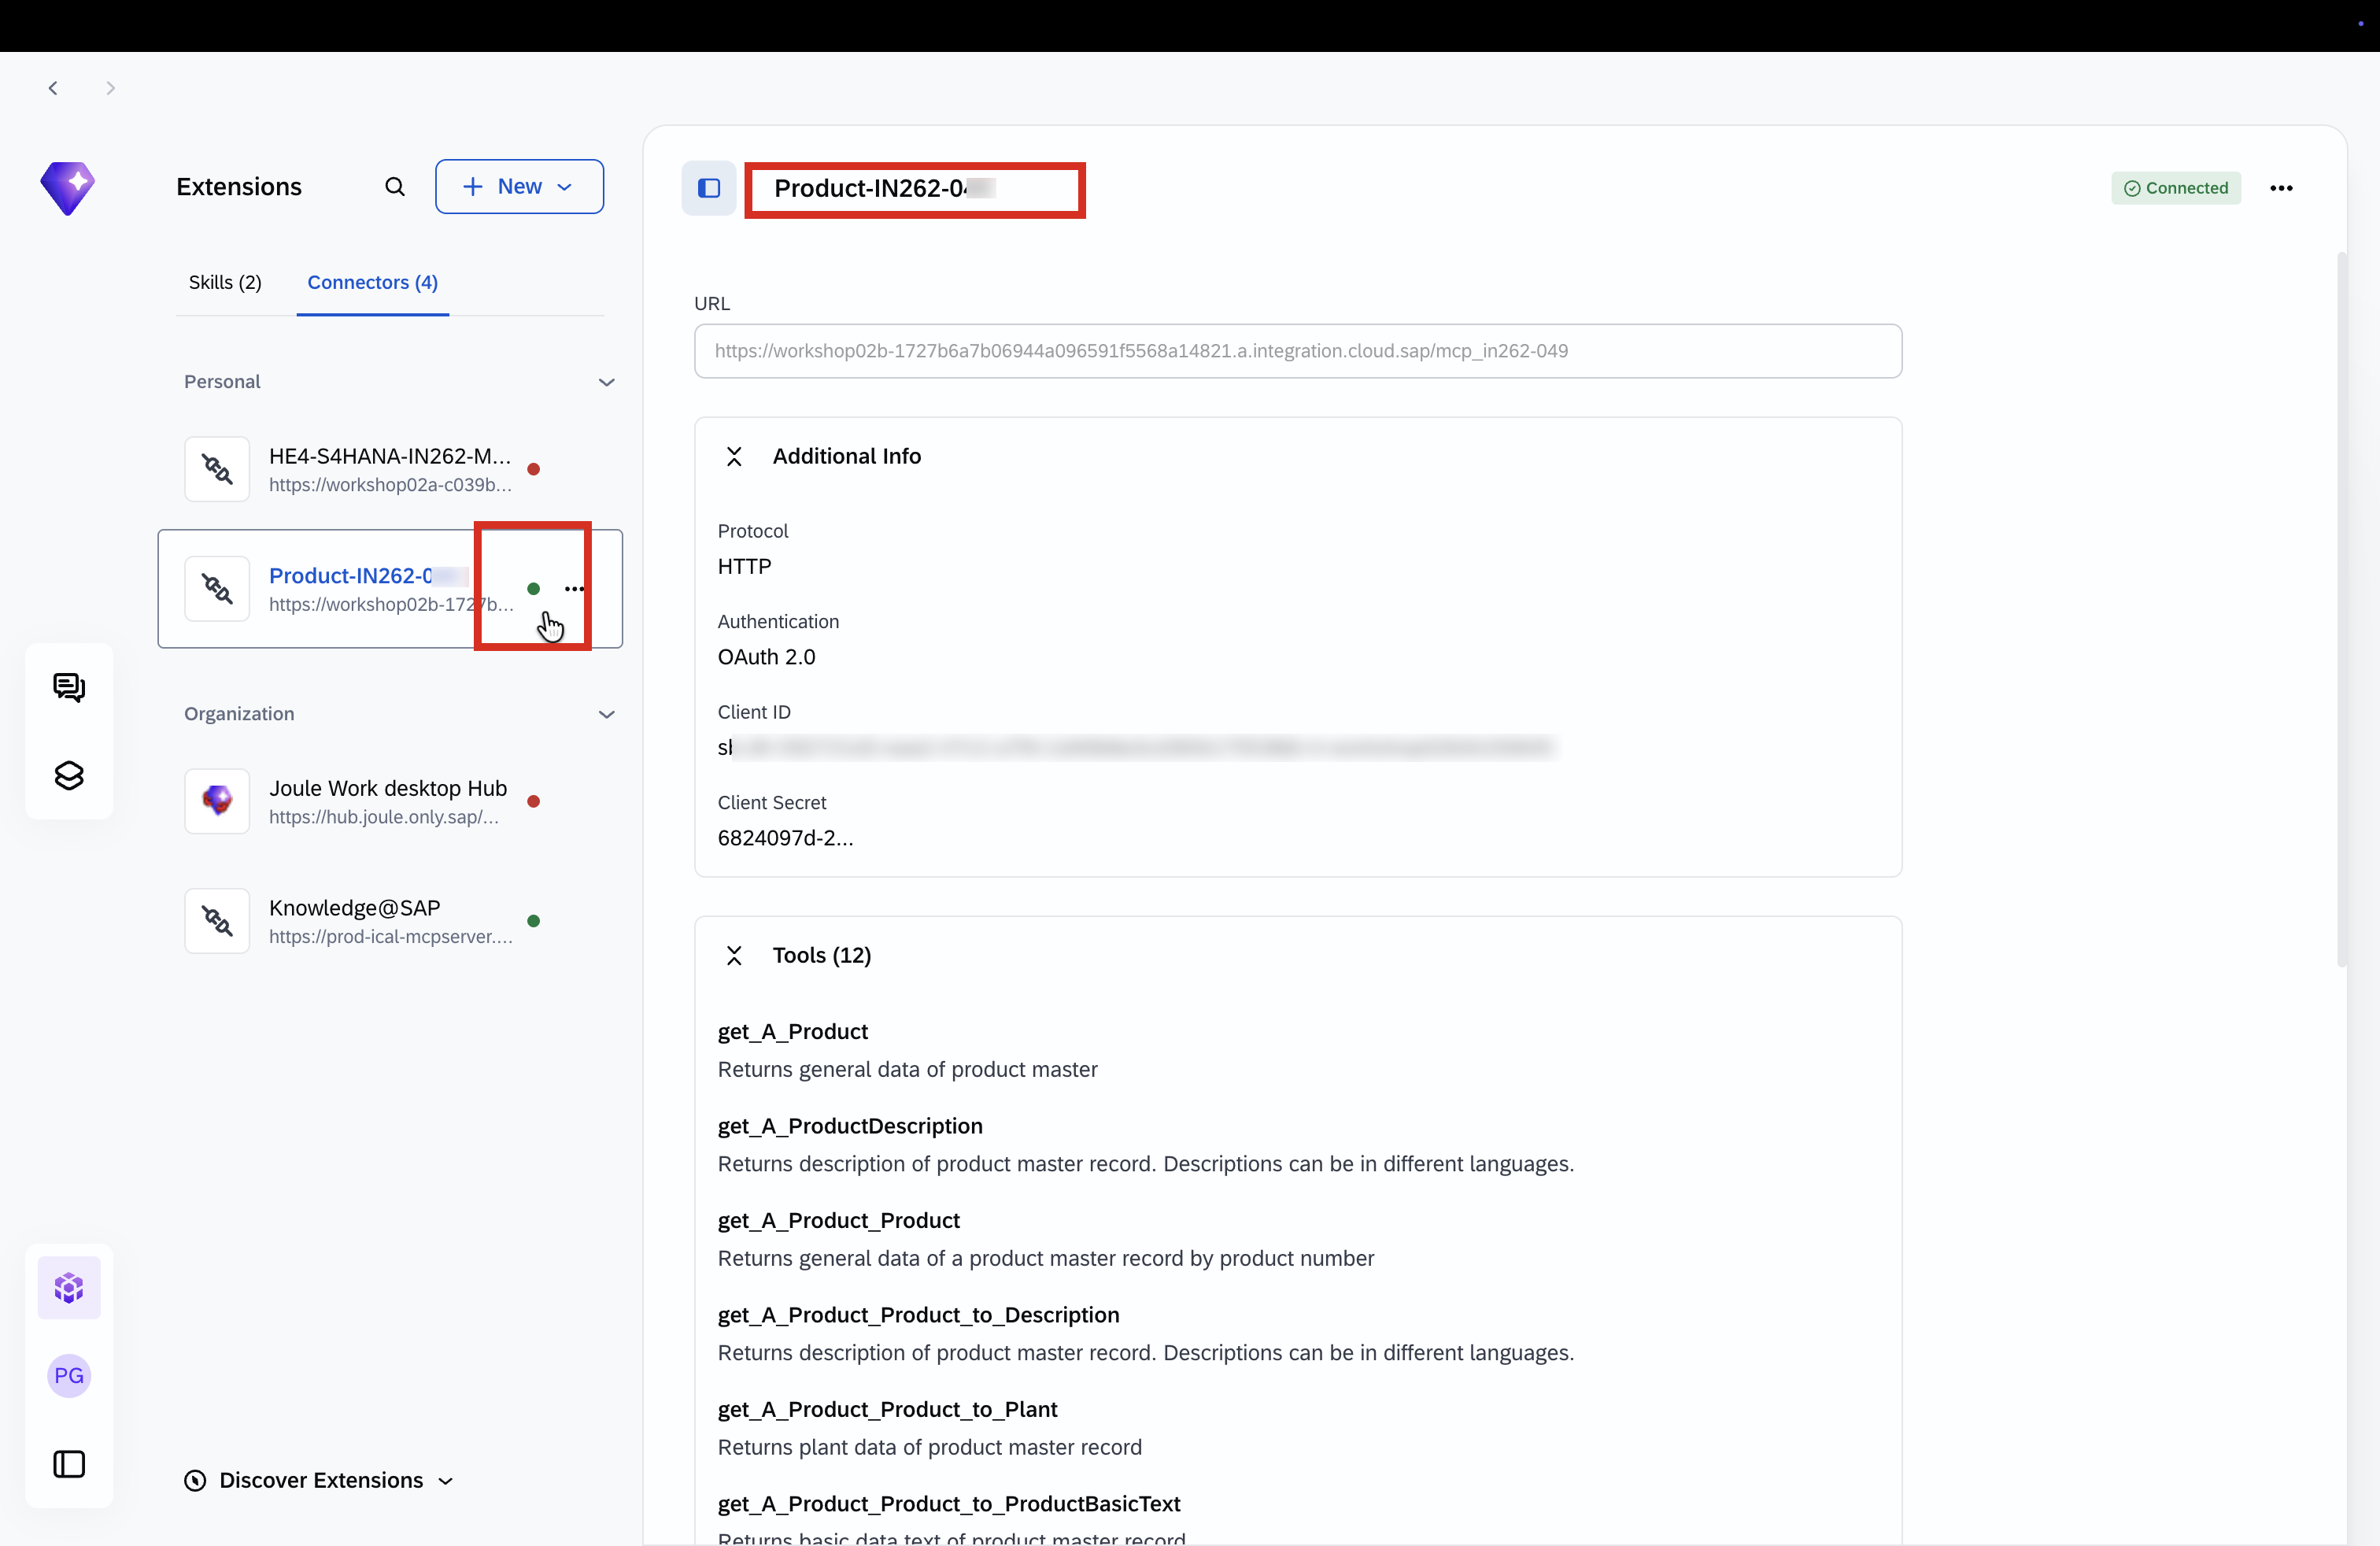 Extensions
New
Skills (2)
Connectors (4)
Personal
HE4-S4HANA-IN262-M...
https://workshop02a-c039b...
Product-IN262-0
https://workshop02b-1727b...
Organization
Joule Work desktop Hub
https://hub.joule.only.sap/...
Knowledge@SAP
https://prod-ical-mcpserver....
PG
Discover Extensions
Product-IN262-04
Connected
URL
https://workshop02b-1727b6a7b06944a096591f5568a14821.a.integration.cloud.sap/mcp_in262-049
Additional Info
Protocol
HTTP
Authentication
OAuth 2.0
Client ID
Client Secret
6824097d-2...
Tools (12)
get_A_Product
Returns general data of product master
get_A_ProductDescription
Returns description of product master record. Descriptions can be in different languages.
get_A_Product_Product
Returns general data of a product master record by product number
get_A_Product_Product_to_Description
Returns description of product master record. Descriptions can be in different languages.
get_A_Product_Product_to_Plant
Returns plant data of product master record
get_A_Product_Product_to_ProductBasicText
Returns basic data text of product master record